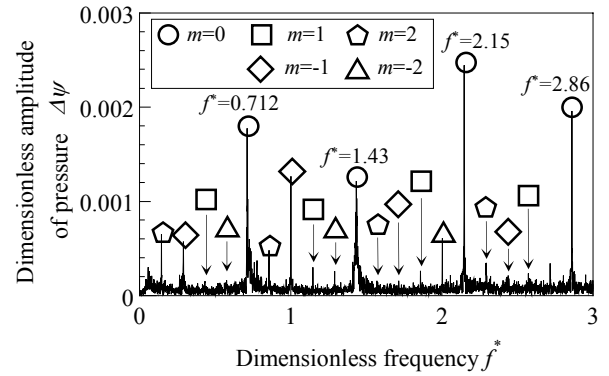 0.003
m=0 m=1 m=2
m=-1 m=-2
f*=2.15
f*=2.86
0.002
f*=0.712
f*=1.43
0.001
0
0 1 2 3
Dimensionless amplitude
of pressure Δψ
Dimensionless frequency f*